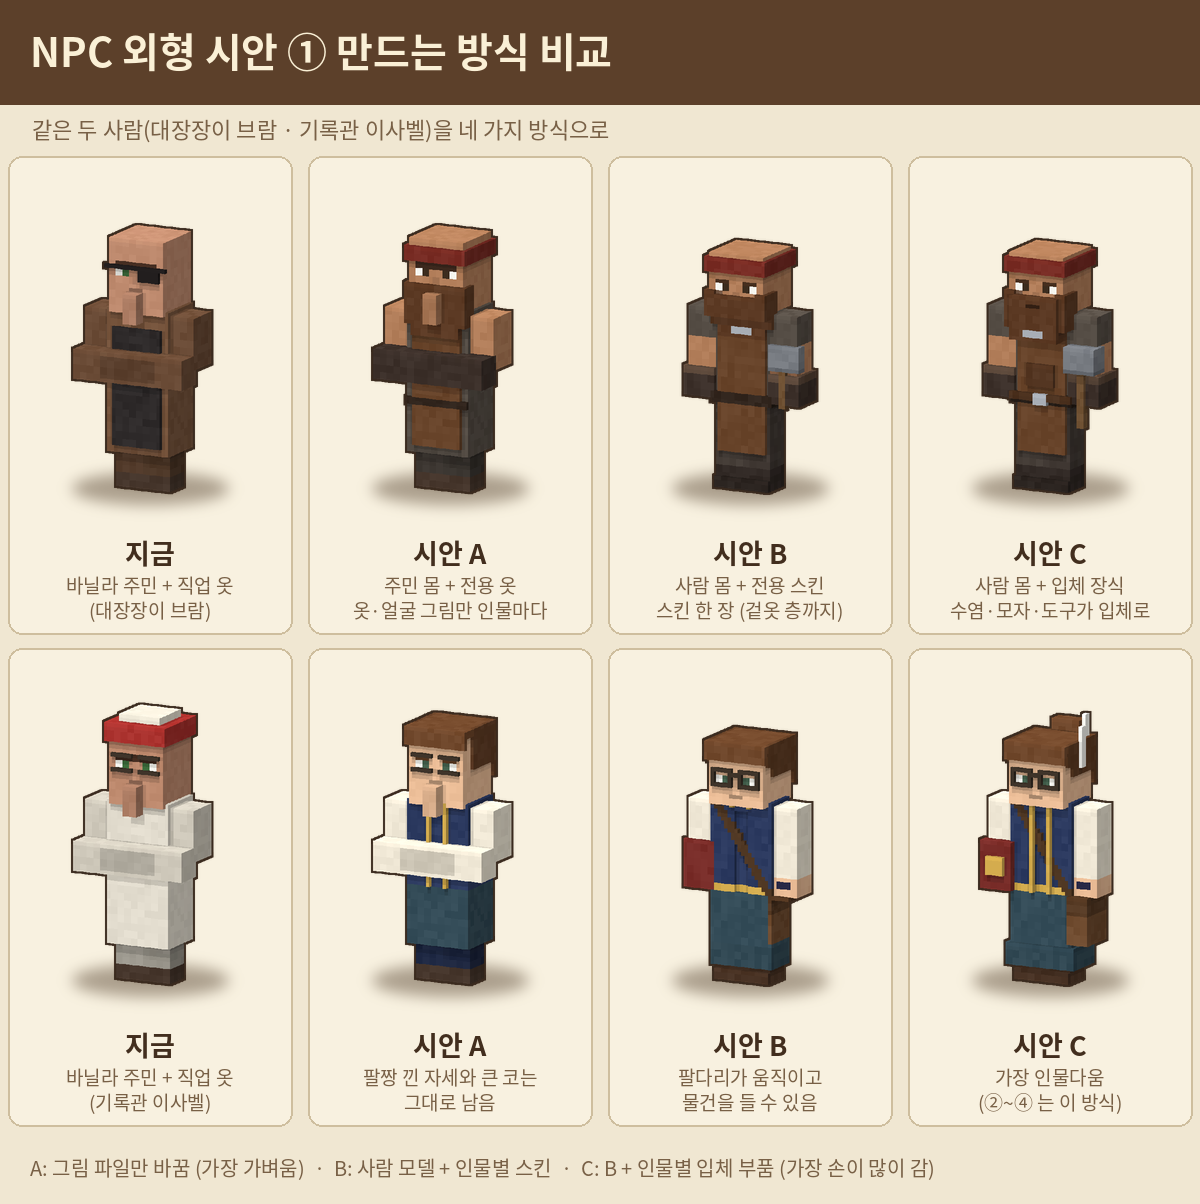 NPC 외형 시안 ① 만드는 방식 비교
같은 두 사람(대장장이 브람 · 기록관 이사벨)을 네 가지 방식으로
지금
바닐라 주민 + 직업 옷
(대장장이 브람)
시안 A
주민 몸 + 전용 옷
옷·얼굴 그림만 인물마다
시안 B
사람 몸 + 전용 스킨
스킨 한 장 (겉옷 층까지)
시안 C
사람 몸 + 입체 장식
수염·모자·도구가 입체로
지금
바닐라 주민 + 직업 옷
(기록관 이사벨)
시안 A
팔짱 낀 자세와 큰 코는
그대로 남음
시안 B
팔다리가 움직이고
물건을 들 수 있음
시안 C
가장 인물다움
(②~④ 는 이 방식)
A: 그림 파일만 바꿈 (가장 가벼움) · B: 사람 모델 + 인물별 스킨 · C: B + 인물별 입체 부품 (가장 손이 많이 감)